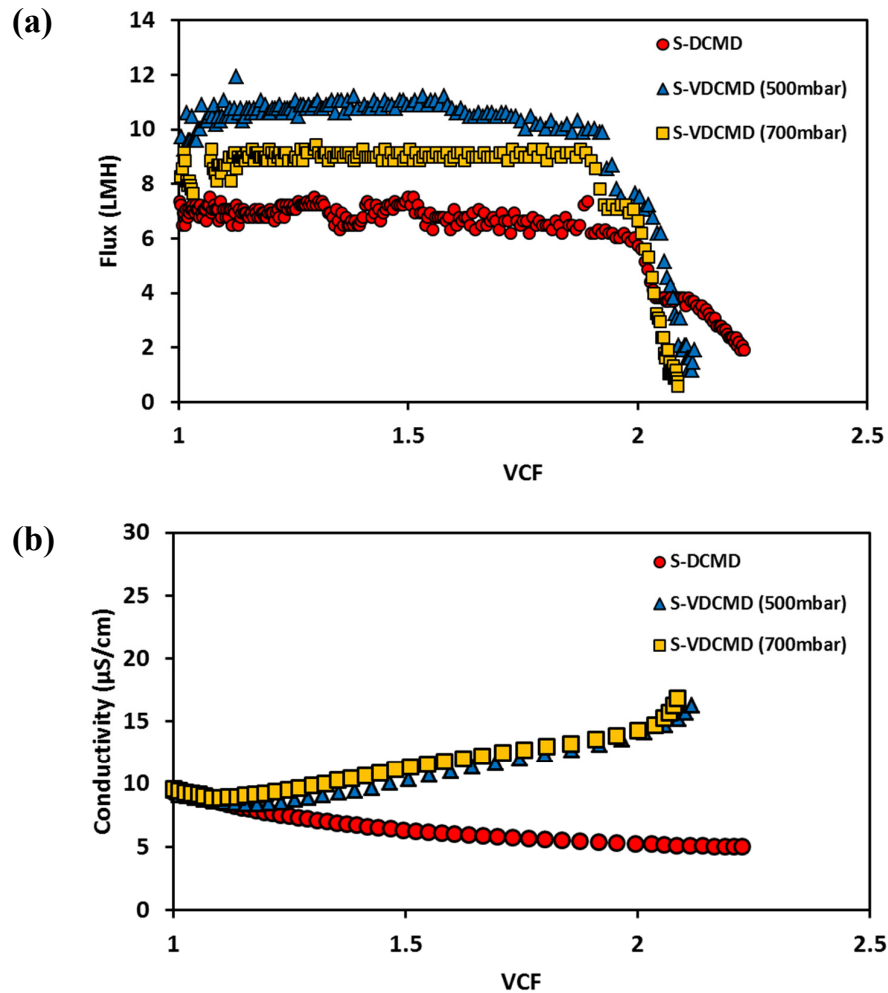 (a)
14
12
10
8
6
4
2
0
Flux (LMH)
S-DCMD
S-VDCMD (500mbar)
S-VDCMD (700mbar)
1
1.5
2
2.5
VCF
(b)
30
25
20
15
10
5
0
Conductivity (µS/cm)
S-DCMD
S-VDCMD (500mbar)
S-VDCMD (700mbar)
1
1.5
2
2.5
VCF